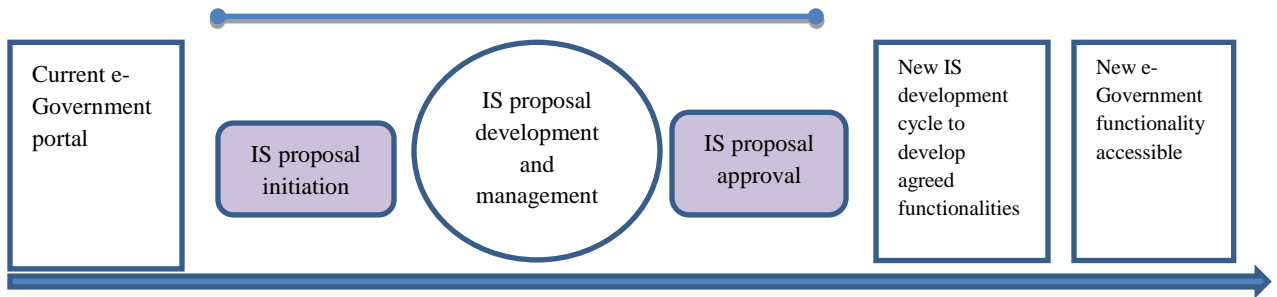 Current e-
Government
portal
IS proposal
initiation
IS proposal
development
and
management
IS proposal
approval
New IS
development
cycle to
develop
agreed
functionalities
New e-
Government
functionality
accessible